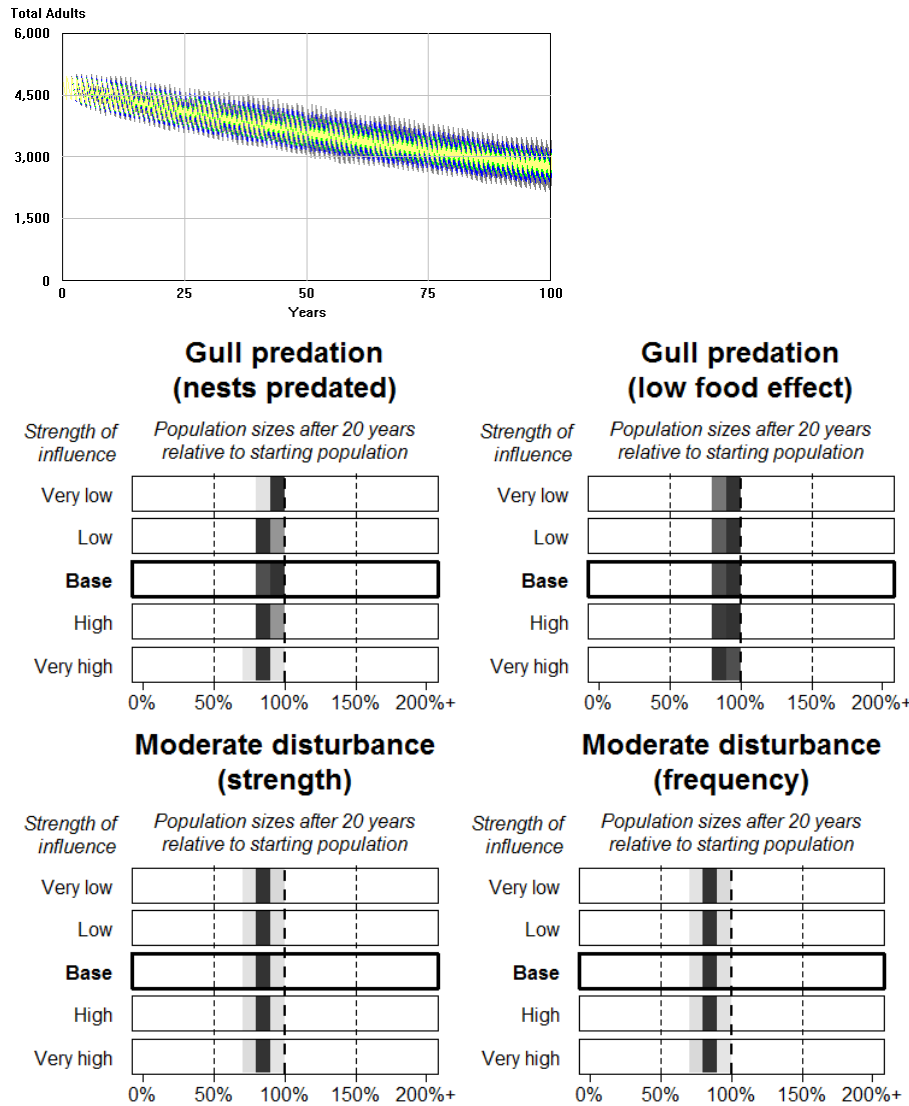 Total Adults
6,000
4,500
3,000
1,500
0
0 25 50 75 100
Years
Gull predation
(nests predated)
Strength of
influence
Population sizes after 20 years
relative to starting population
Very low
Low
Base
High
Very high
0% 50% 100% 150% 200%+
Gull predation
(low food effect)
Strength of
influence
Population sizes after 20 years
relative to starting population
Very low
Low
Base
High
Very high
0% 50% 100% 150% 200%+
Moderate disturbance
(strength)
Strength of
influence
Population sizes after 20 years
relative to starting population
Very low
Low
Base
High
Very high
0% 50% 100% 150% 200%+
Moderate disturbance
(frequency)
Strength of
influence
Population sizes after 20 years
relative to starting population
Very low
Low
Base
High
Very high
0% 50% 100% 150% 200%+